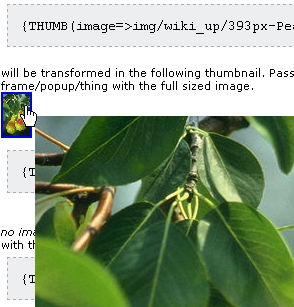 {THUMB(image=>img/wiki_up/393px-Pea
will be transformed in the following thumbnail. Pass
frame/popup/thing with the full sized image.
{T
no ima
with th
{T